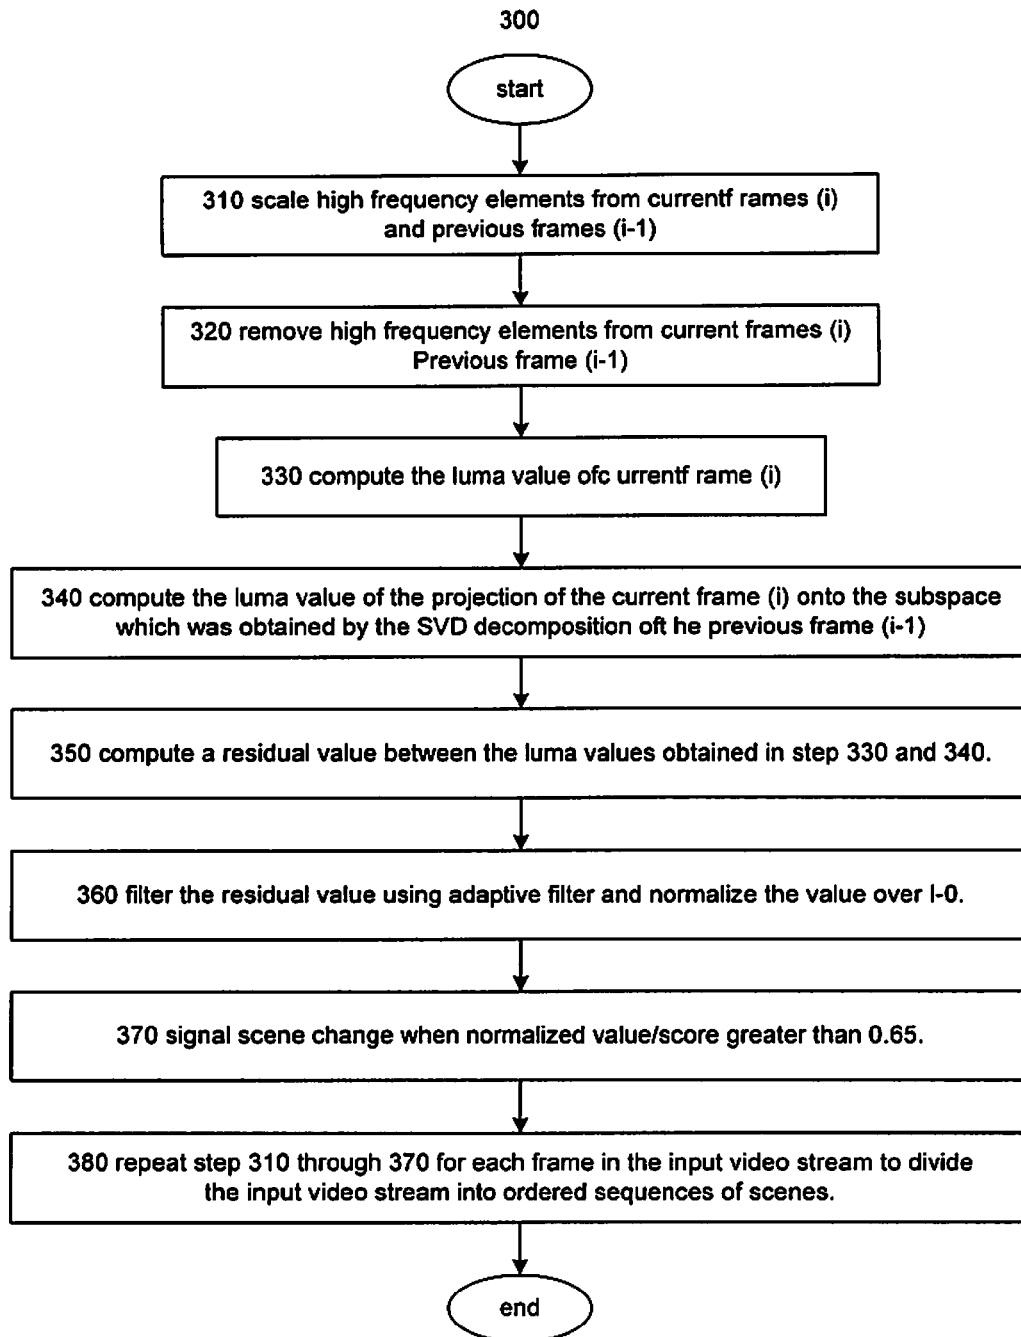 300
start
310 scale high frequency elements from currentf rames (i)
and previous frames (i-1)
320 remove high frequency elements from current frames (i)
Previous frame (i-1)
330 compute the luma value ofc urrentf rame (i)
340 compute the luma value of the projection of the current frame (i) onto the subspace
which was obtained by the SVD decomposition oft he previous frame (i-1)
350 compute a residual value between the luma values obtained in step 330 and 340.
360 filter the residual value using adaptive filter and normalize the value over I-0.
370 signal scene change when normalized value/score greater than 0.65.
380 repeat step 310 through 370 for each frame in the input video stream to divide
the input video stream into ordered sequences of scenes.
end